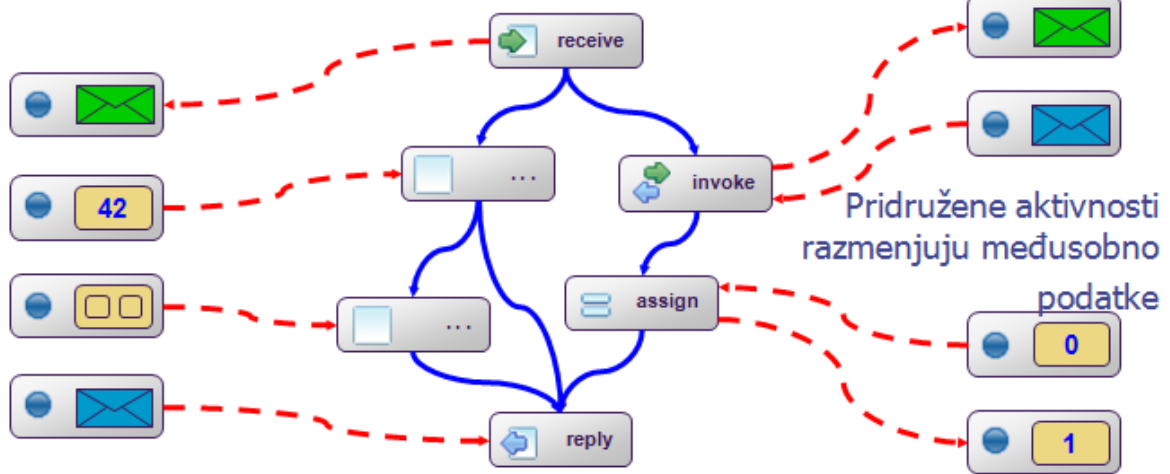 receive
42
...
invoke
Pridružene aktivnosti
razmenjuju međusobno
podatke
assign
...
0
reply
1